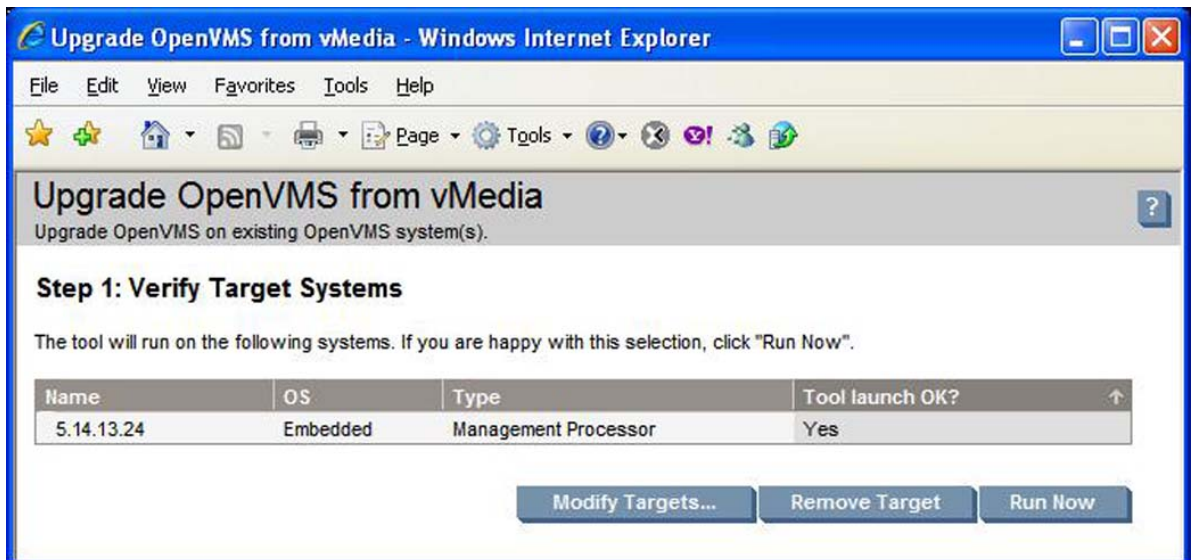 Upgrade OpenVMS from vMedia - Windows Internet Explorer
File Edit View Favorites Tools Help
Page Tools
Upgrade OpenVMS from vMedia
?
Upgrade OpenVMS on existing OpenVMS system(s).
Step 1: Verify Target Systems
The tool will run on the following systems. If you are happy with this selection, click "Run Now".
Name OS Type Tool launch OK?
5.14.13.24 Embedded Management Processor Yes
Modify Targets... Remove Target Run Now